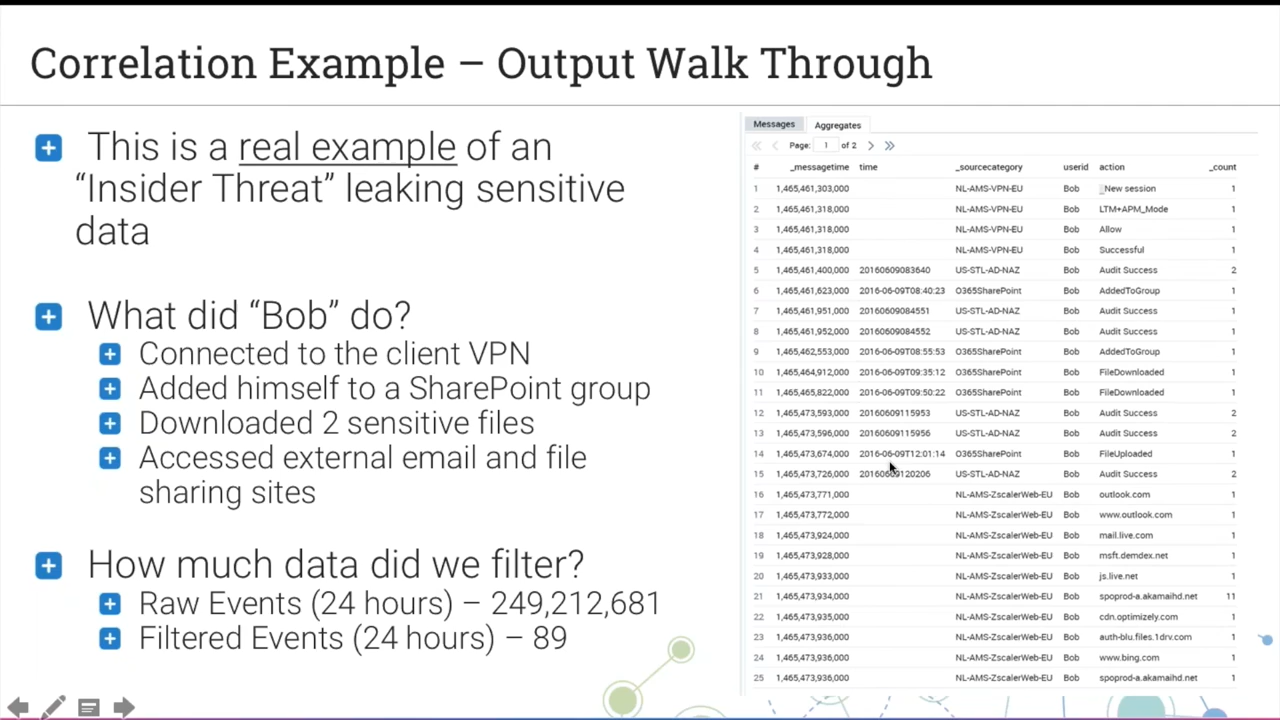 Correlation Example – Output Walk Through
This is a real example of an
“Insider Threat” leaking sensitive
data
What did “Bob” do?
Connected to the client VPN
Added himself to a SharePoint group
Downloaded 2 sensitive files
Accessed external email and file
sharing sites
How much data did we filter?
Raw Events (24 hours) – 249,212,681
Filtered Events (24 hours) – 89
Messages Aggregates
Page: 1 of 2
# _messagetime time _sourcecategory userid action _count
1 1,465,461,303,000 NL-AMS-VPN-EU Bob _New session 1
2 1,465,461,318,000 NL-AMS-VPN-EU Bob LTM+APM_Mode 1
3 1,465,461,318,000 NL-AMS-VPN-EU Bob Allow 1
4 1,465,461,318,000 NL-AMS-VPN-EU Bob Successful 1
5 1,465,461,400,000 20160609083640 US-STL-AD-NAZ Bob Audit Success 2
6 1,465,461,623,000 2016-06-09T08:40:23 O365SharePoint Bob AddedToGroup 1
7 1,465,461,951,000 20160609084551 US-STL-AD-NAZ Bob Audit Success 1
8 1,465,461,952,000 20160609084552 US-STL-AD-NAZ Bob Audit Success 1
9 1,465,462,553,000 2016-06-09T08:55:53 O365SharePoint Bob AddedToGroup 1
10 1,465,464,912,000 2016-06-09T09:35:12 O365SharePoint Bob FileDownloaded 1
11 1,465,465,822,000 2016-06-09T09:50:22 O365SharePoint Bob FileDownloaded 1
12 1,465,473,593,000 20160609115953 US-STL-AD-NAZ Bob Audit Success 2
13 1,465,473,596,000 20160609115956 US-STL-AD-NAZ Bob Audit Success 2
14 1,465,473,674,000 2016-06-09T12:01:14 O365SharePoint Bob FileUploaded 1
15 1,465,473,726,000 20160609120206 US-STL-AD-NAZ Bob Audit Success 2
16 1,465,473,771,000 NL-AMS-ZscalerWeb-EU Bob outlook.com 1
17 1,465,473,772,000 NL-AMS-ZscalerWeb-EU Bob www.outlook.com 1
18 1,465,473,924,000 NL-AMS-ZscalerWeb-EU Bob mail.live.com 1
19 1,465,473,928,000 NL-AMS-ZscalerWeb-EU Bob msft.demdex.net 1
20 1,465,473,933,000 NL-AMS-ZscalerWeb-EU Bob js.live.net 1
21 1,465,473,934,000 NL-AMS-ZscalerWeb-EU Bob spoprod-a.akamaihd.net 11
22 1,465,473,935,000 NL-AMS-ZscalerWeb-EU Bob cdn.optimizely.com 1
23 1,465,473,936,000 NL-AMS-ZscalerWeb-EU Bob auth-blu.files.1drv.com 1
24 1,465,473,936,000 NL-AMS-ZscalerWeb-EU Bob www.bing.com 1
25 1,465,473,936,000 NL-AMS-ZscalerWeb-EU Bob spoprod-a.akamaihd.net 1